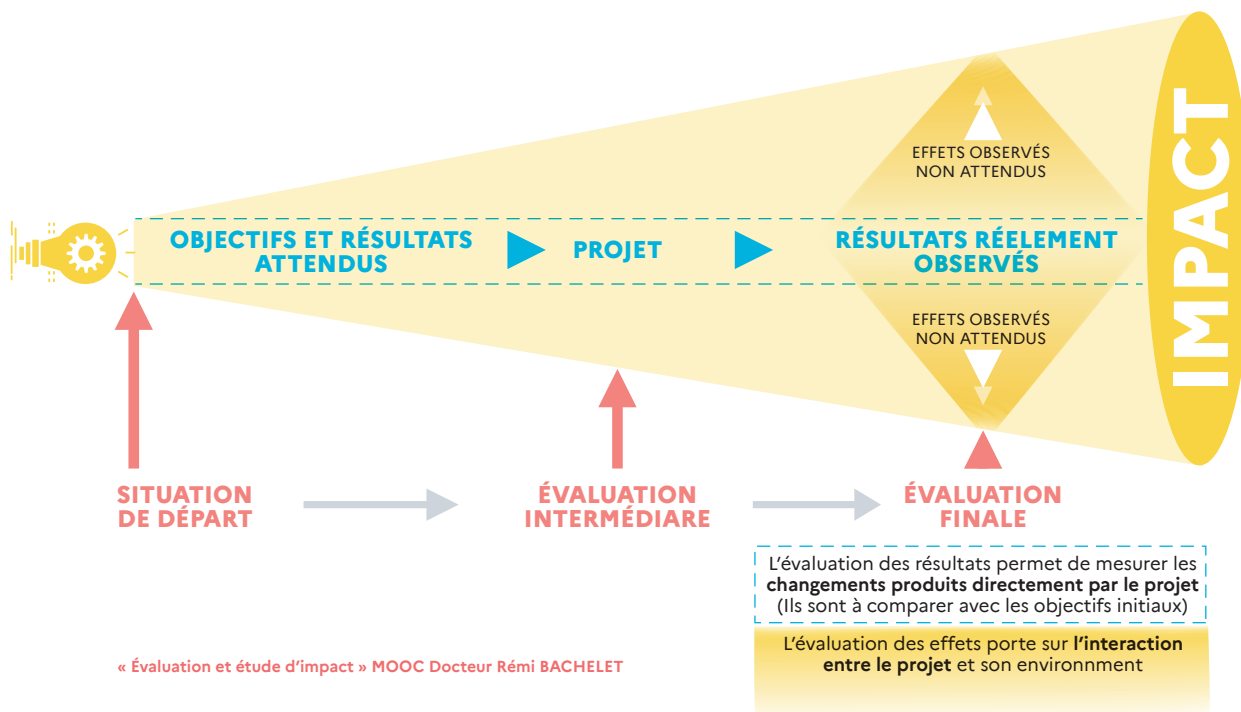 EFFETS OBSERVÉS
NON ATTENDUS
OBJECTIFS ET RÉSULTATS
ATTENDUS
PROJET
RÉSULTATS RÉELEMENT
OBSERVÉS
IMPACT
EFFETS OBSERVÉS
NON ATTENDUS
SITUATION
DE DÉPART
ÉVALUATION
INTERMÉDIARE
ÉVALUATION
FINALE
L'évaluation des résultats permet de mesurer les
changements produits directement par le projet
(Ils sont à comparer avec les objectifs initiaux)
L'évaluation des effets porte sur l'interaction
entre le projet et son environnment
« Évaluation et étude d'impact » MOOC Docteur Rémi BACHELET